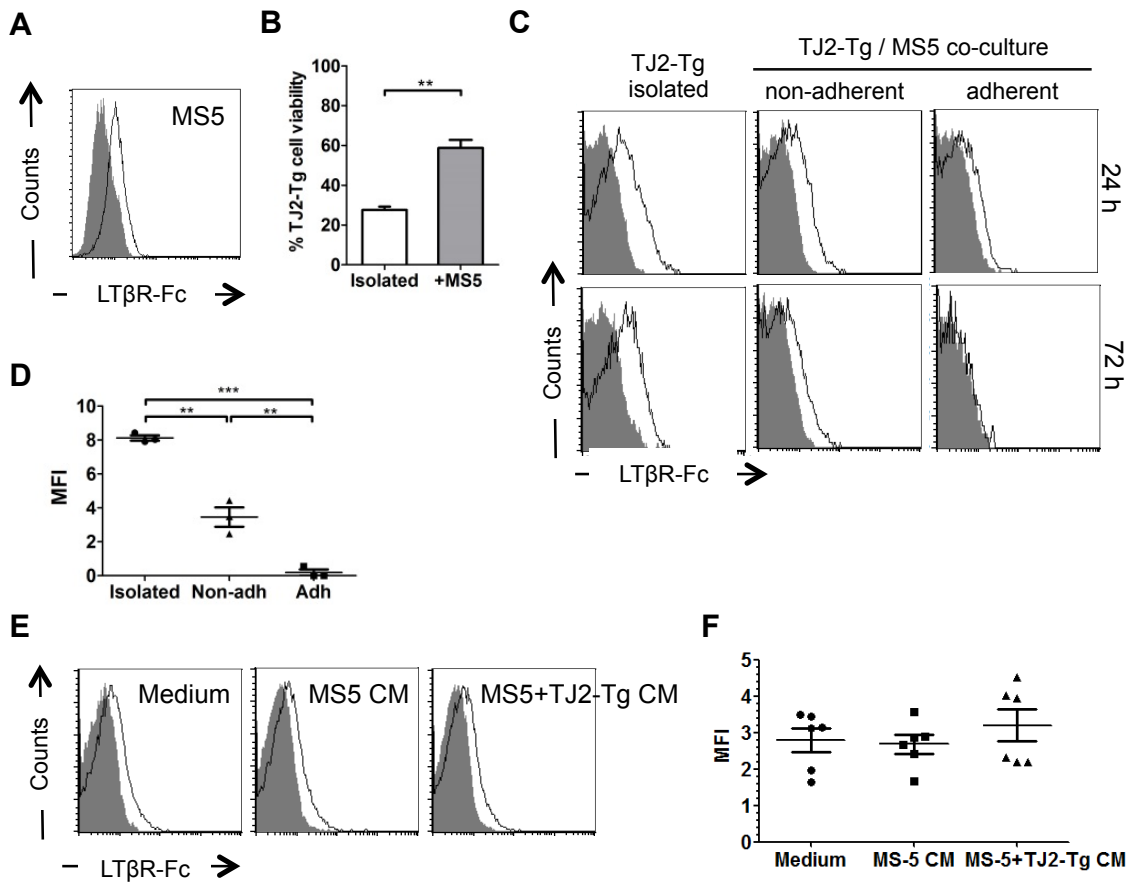 A
MS5
Counts
LTβR-Fc
B
**
% TJ2-Tg cell viability
100
80
60
40
20
0
Isolated
+MS5
C
TJ2-Tg
isolated
TJ2-Tg / MS5 co-culture
non-adherent
adherent
24 h
72 h
Counts
LTβR-Fc
D
***
**
**
MFI
10
8
6
4
2
0
Isolated
Non-adh
Adh
E
Medium
MS5 CM
MS5+TJ2-Tg CM
Counts
LTβR-Fc
F
MFI
5
4
3
2
1
0
Medium
MS-5 CM
MS-5+TJ2-Tg CM